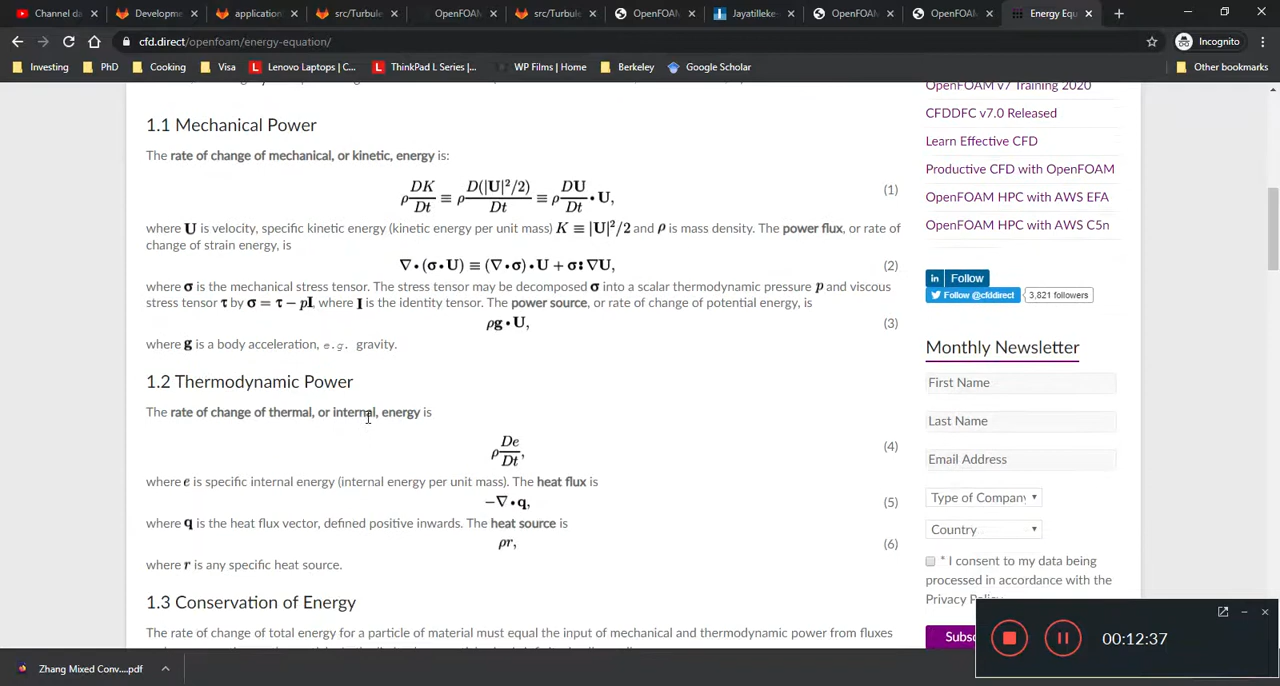 Channel da
Developme
application
src/Turbule
OpenFOAM
src/Turbule
OpenFOAM
Jayatilleke-
OpenFOAM
OpenFOAM
Energy Equ
cfd.direct/openfoam/energy-equation/
Incognito
Investing
PhD
Cooking
Visa
Lenovo Laptops | C...
ThinkPad L Series |...
WP Films | Home
Berkeley
Google Scholar
Other bookmarks
1.1 Mechanical Power
The rate of change of mechanical, or kinetic, energy is:
ρ DK/Dt ≡ ρ D(|U|²/2)/Dt ≡ ρ DU/Dt • U, (1)
where U is velocity, specific kinetic energy (kinetic energy per unit mass) K ≡ |U|²/2 and ρ is mass density. The power flux, or rate of
change of strain energy, is
∇•(σ•U) ≡ (∇•σ)•U + σ:∇U, (2)
where σ is the mechanical stress tensor. The stress tensor may be decomposed σ into a scalar thermodynamic pressure p and viscous
stress tensor τ by σ = τ − pI, where I is the identity tensor. The power source, or rate of change of potential energy, is
ρg•U, (3)
where g is a body acceleration, e.g. gravity.
1.2 Thermodynamic Power
The rate of change of thermal, or internal, energy is
ρ De/Dt, (4)
where e is specific internal energy (internal energy per unit mass). The heat flux is
−∇•q, (5)
where q is the heat flux vector, defined positive inwards. The heat source is
ρr, (6)
where r is any specific heat source.
1.3 Conservation of Energy
The rate of change of total energy for a particle of material must equal the input of mechanical and thermodynamic power from fluxes
OpenFOAM v7 Training 2020
CFDDFC v7.0 Released
Learn Effective CFD
Productive CFD with OpenFOAM
OpenFOAM HPC with AWS EFA
OpenFOAM HPC with AWS C5n
in Follow
Follow @cfddirect 3,821 followers
Monthly Newsletter
First Name
Last Name
Email Address
Type of Company
Country
* I consent to my data being
processed in accordance with the
Privacy Policy
Subsc
00:12:37
Zhang Mixed Conv....pdf